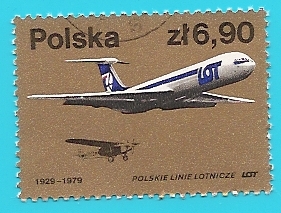 Polska zł6,90
LOT
1929-1979 POLSKIE LINIE LOTNICZE LOT